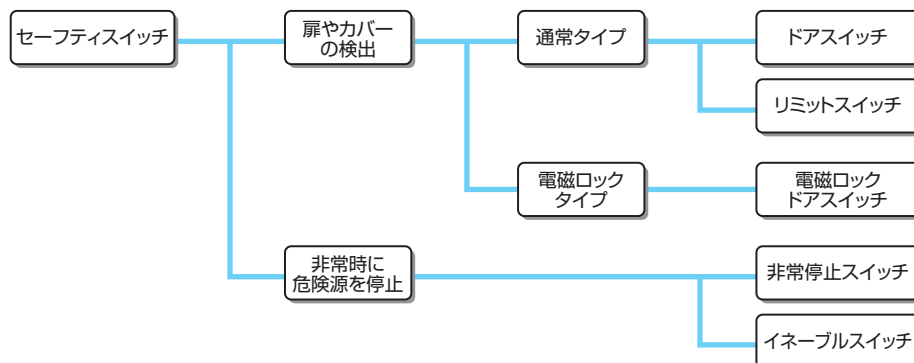 セーフティスイッチ
扉やカバー
の検出
通常タイプ
ドアスイッチ
リミットスイッチ
電磁ロック
タイプ
電磁ロック
ドアスイッチ
非常時に
危険源を停止
非常停止スイッチ
イネーブルスイッチ